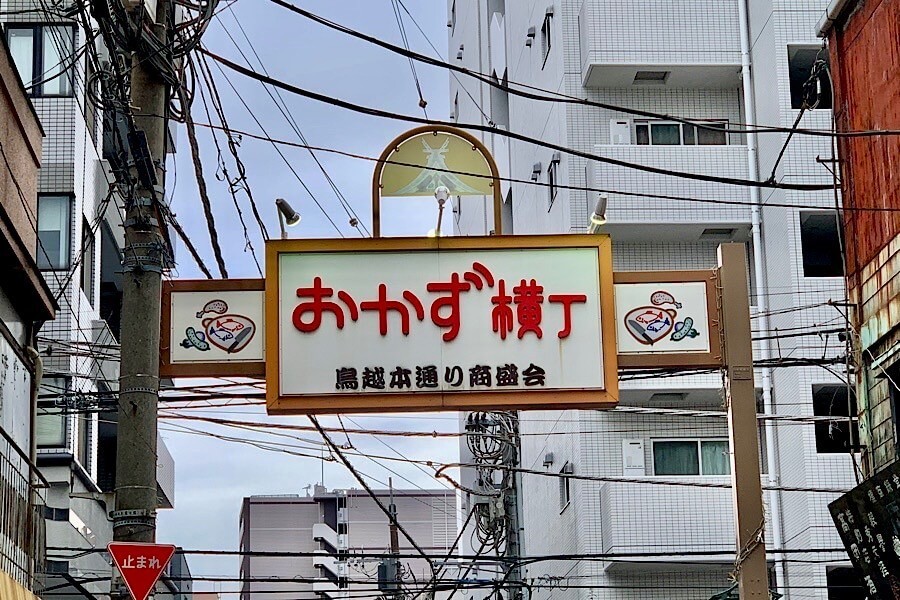 おかず横丁
鳥越本通り商盛会
止まれ